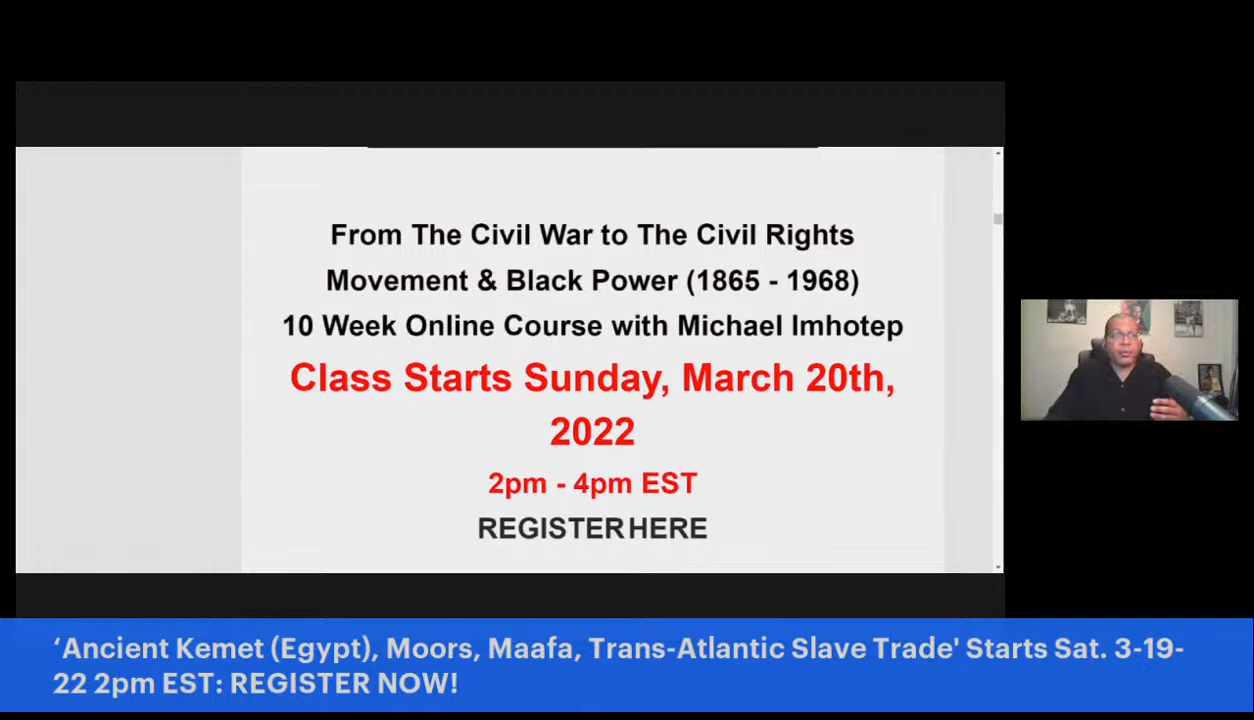 From The Civil War to The Civil Rights
Movement & Black Power (1865 - 1968)
10 Week Online Course with Michael Imhotep
Class Starts Sunday, March 20th,
2022
2pm - 4pm EST
REGISTER HERE
‘Ancient Kemet (Egypt), Moors, Maafa, Trans-Atlantic Slave Trade' Starts Sat. 3-19-
22 2pm EST: REGISTER NOW!